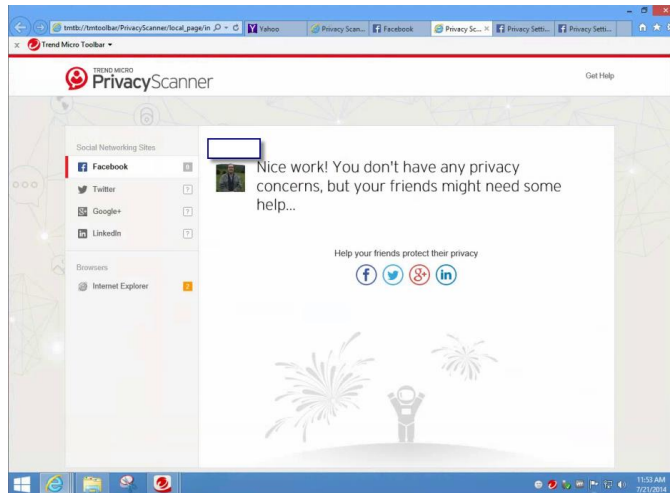 tmtb://tmtoolbar/PrivacyScanner/local_page/in
Yahoo
Privacy Scan...
Facebook
Privacy Sc...
Privacy Setti...
Privacy Setti...
x Trend Micro Toolbar
TREND MICRO
PrivacyScanner
Get Help
Social Networking Sites
Facebook 0
Twitter ?
Google+ ?
LinkedIn ?
Browsers
Internet Explorer 2
Nice work! You don't have any privacy
concerns, but your friends might need some
help...
Help your friends protect their privacy
f
g+
in
11:53 AM
7/21/2014